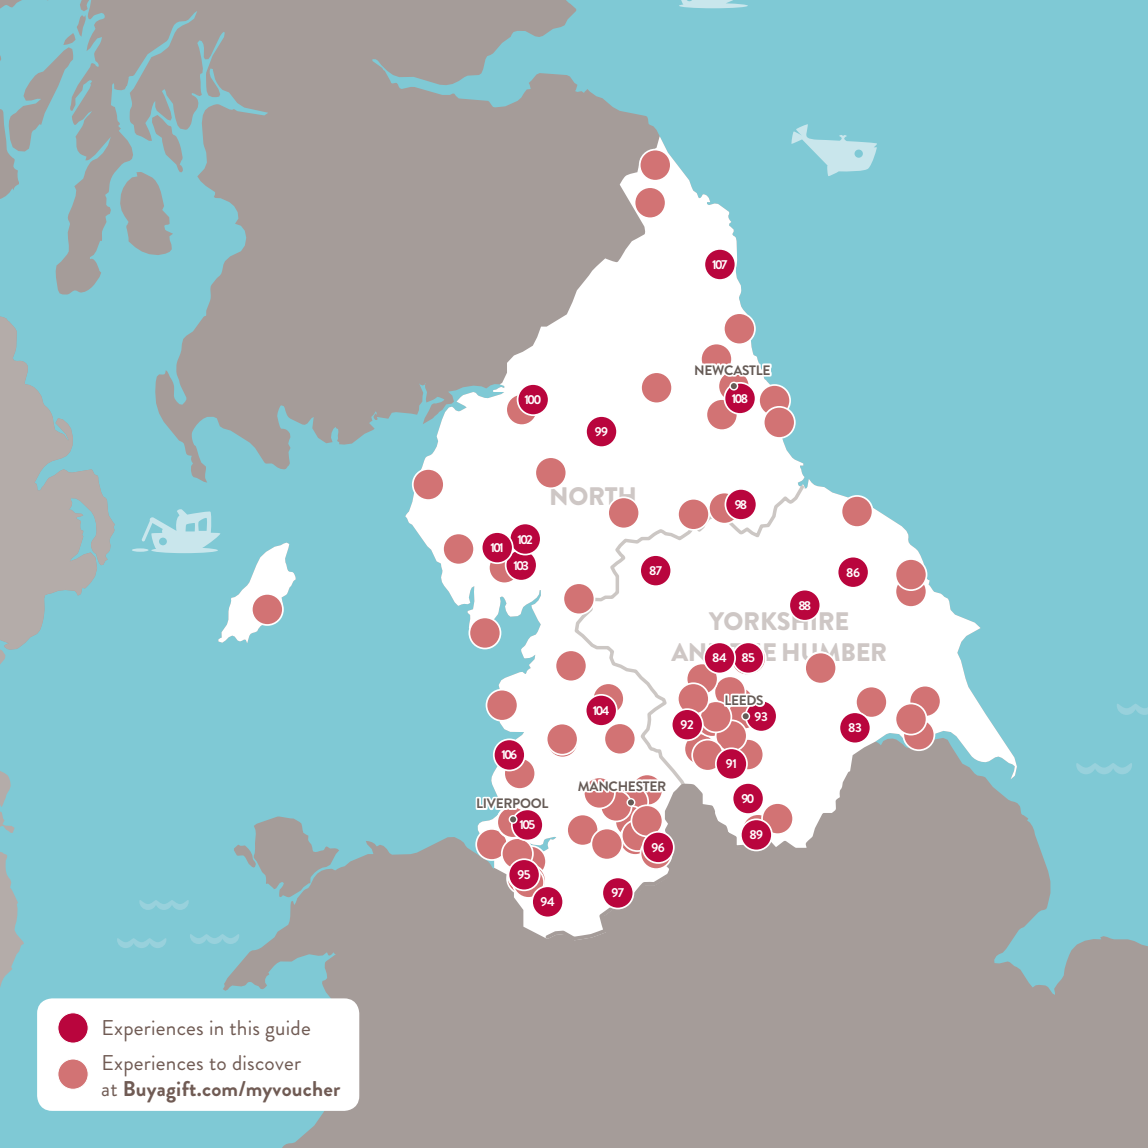 107
NEWCASTLE
100
108
99
NORTH
98
102
101
103
87
86
88
YORKSHIRE
AND THE HUMBER
84
85
LEEDS
104
92
93
83
106
91
MANCHESTER
90
LIVERPOOL
105
89
96
95
97
94
Experiences in this guide
Experiences to discover
at Buyagift.com/myvoucher